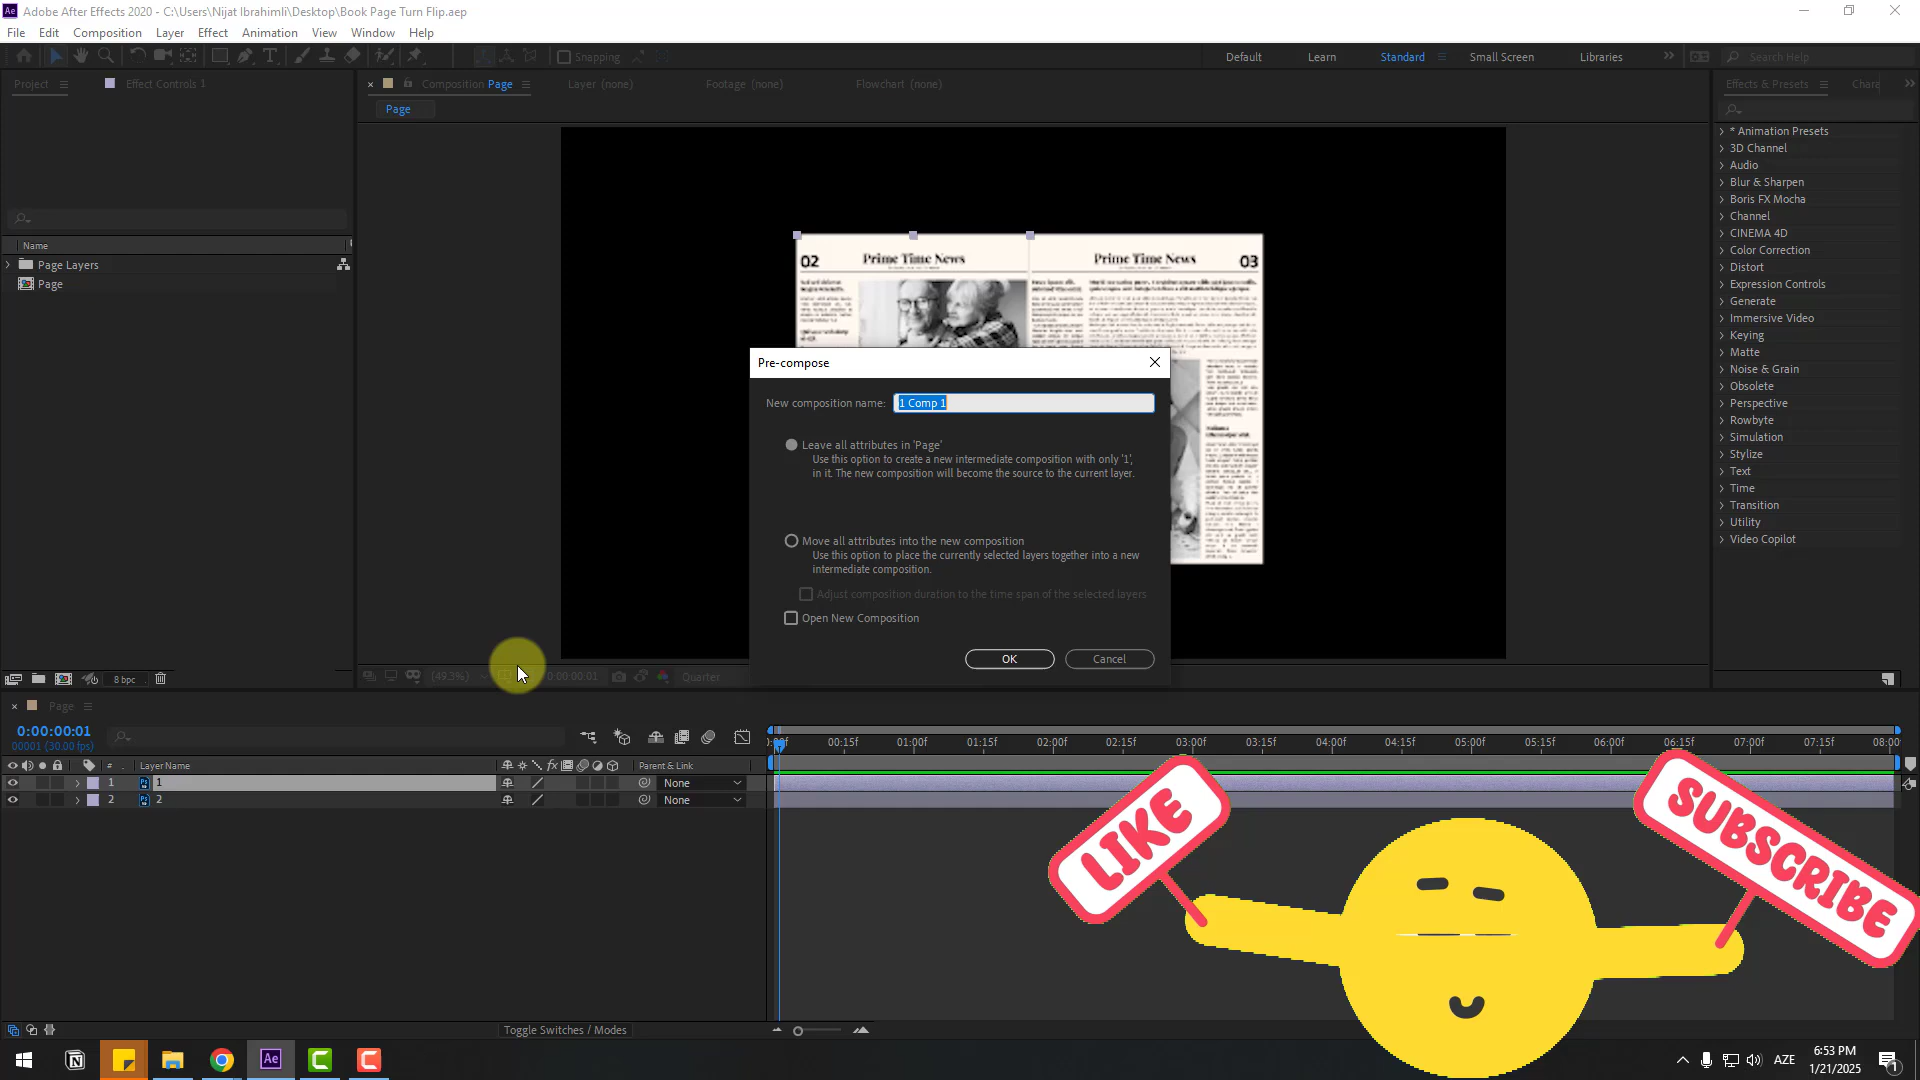 Adobe After Effects 2020 - C:\Users\Nijat Ibrahimli\Desktop\Book Page Turn Flip.aep
File Edit Composition Layer Effect Animation View Window Help
Snapping
Default Learn Standard Small Screen Libraries Search Help
Project Effect Controls 1
Composition Page Layer (none) Footage (none) Flowchart (none)
Effects & Presets
Page
Name
Page Layers
Page
* Animation Presets
3D Channel
Audio
Blur & Sharpen
Boris FX Mocha
Channel
CINEMA 4D
Color Correction
Distort
Expression Controls
Generate
Immersive Video
Keying
Matte
Noise & Grain
Obsolete
Perspective
Rowbyte
Simulation
Stylize
Text
Time
Transition
Utility
Video Copilot
02 Prime Time News
Prime Time News 03
Pre-compose
New composition name: 1 Comp 1
Leave all attributes in 'Page'
Use this option to create a new intermediate composition with only '1',
in it. The new composition will become the source to the current layer.
Move all attributes into the new composition
Use this option to place the currently selected layers together into a new
intermediate composition.
Adjust composition duration to the time span of the selected layers
Open New Composition
OK Cancel
8 bpc
(49.3%) 0:00:00:01 Quarter
Page
0:00:00:01
00001 (30.00 fps)
00:15f 01:00f 01:15f 02:00f 02:15f 03:00f 03:15f 04:00f 04:15f 05:00f 05:15f 06:00f 06:15f 07:00f 07:15f 08:00f
# Layer Name Parent & Link
1 1 None
2 2 None
LIKE
SUBSCRIBE
Toggle Switches / Modes
AZE
6:53 PM
1/21/2025
1